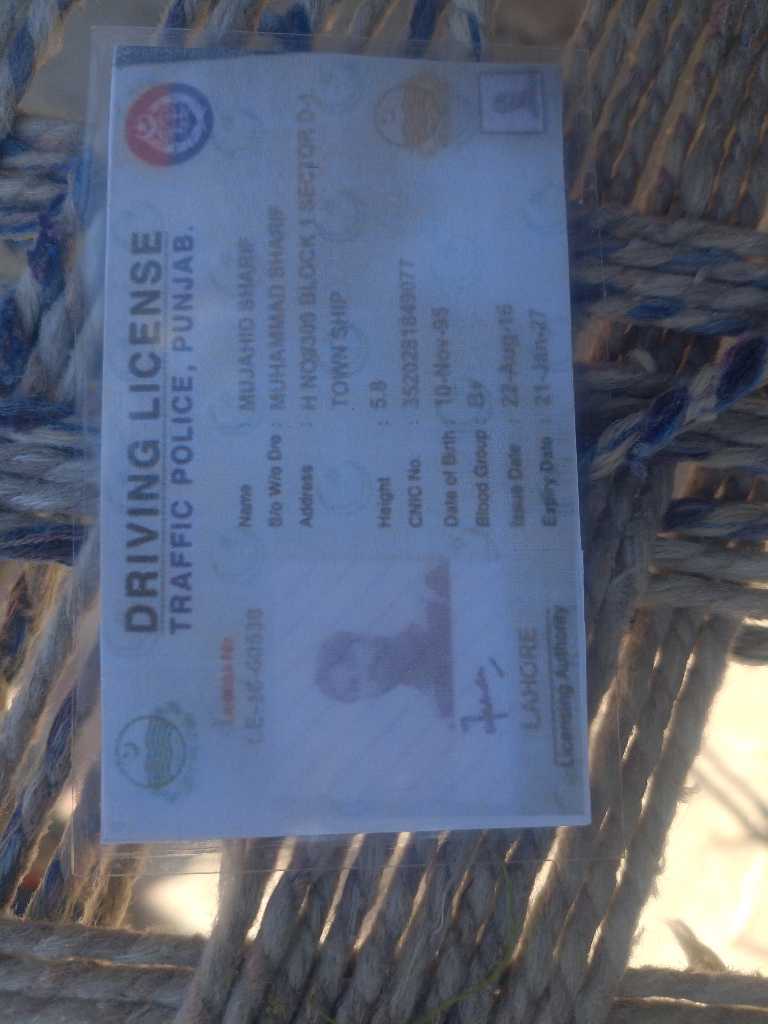 DRIVING LICENSE
TRAFFIC POLICE, PUNJAB.
License No.
LE-16-60638
Name : MUJAHID SHARIF
S/o W/o D/o : MUHAMMAD SHARIF
Address : H NO#309 BLOCK 1 SECTOR D-1
TOWN SHIP
Height : 5.8
CNIC No. : 3520281849077
Date of Birth : 10-Nov-95
Blood Group : B+
Issue Date : 22-Aug-16
Expiry Date : 21-Jan-27
LAHORE
Licensing Authority